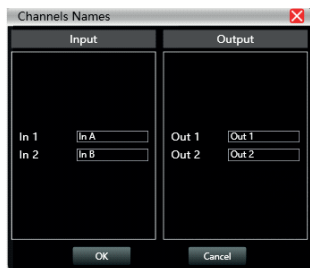 Channels Names
Input Output
In 1 In A Out 1 Out 1
In 2 In B Out 2 Out 2
OK Cancel